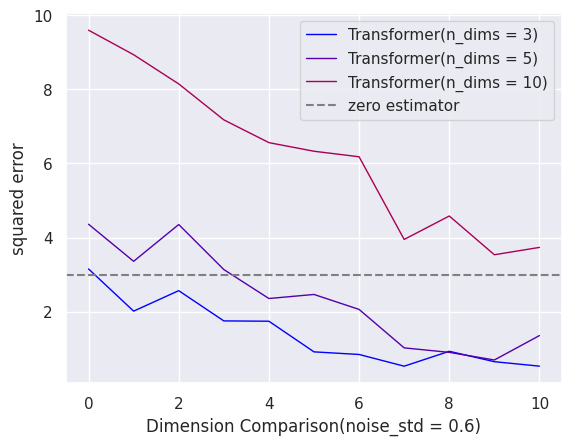 10
8
6
4
2
squared error
Transformer(n_dims = 3)
Transformer(n_dims = 5)
Transformer(n_dims = 10)
zero estimator
0 2 4 6 8 10
Dimension Comparison(noise_std = 0.6)